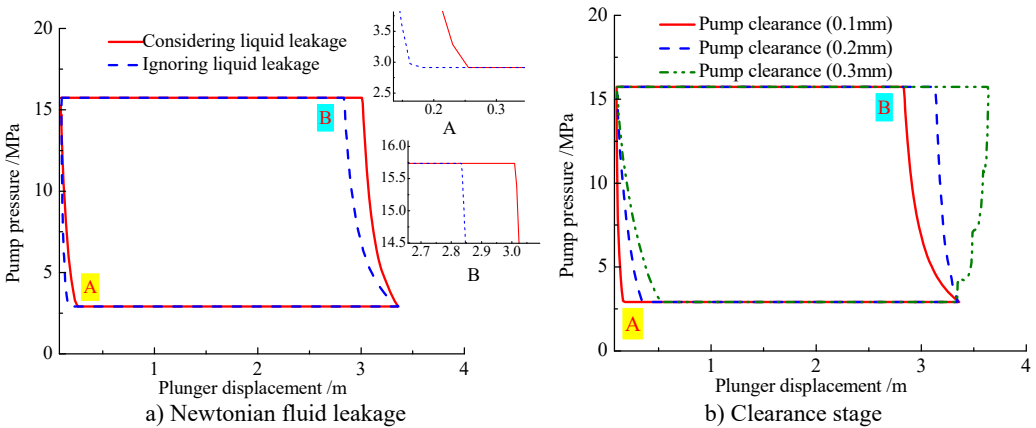 20
15
10
5
0
Pump pressure /MPa
Considering liquid leakage
Ignoring liquid leakage
3.5
3.0
2.5
0.2
0.3
A
16.0
15.5
15.0
14.5
2.7
2.8
2.9
3.0
B
B
A
1
2
3
4
Plunger displacement /m
a) Newtonian fluid leakage
20
15
10
5
0
Pump pressure /MPa
Pump clearance (0.1mm)
Pump clearance (0.2mm)
Pump clearance (0.3mm)
B
A
1
2
3
4
Plunger displacement /m
b) Clearance stage